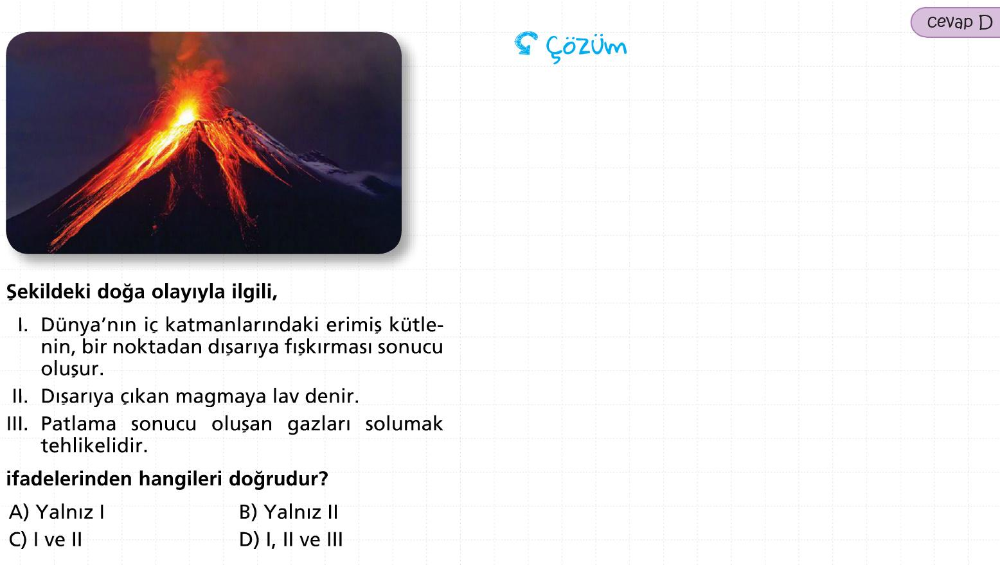 cevap D
Çözüm
Şekildeki doğa olayıyla ilgili,
I. Dünya’nın iç katmanlarındaki erimiş kütle-
nin, bir noktadan dışarıya fışkırması sonucu
oluşur.
II. Dışarıya çıkan magmaya lav denir.
III. Patlama sonucu oluşan gazları solumak
tehlikelidir.
ifadelerinden hangileri doğrudur?
A) Yalnız I B) Yalnız II
C) I ve II D) I, II ve III